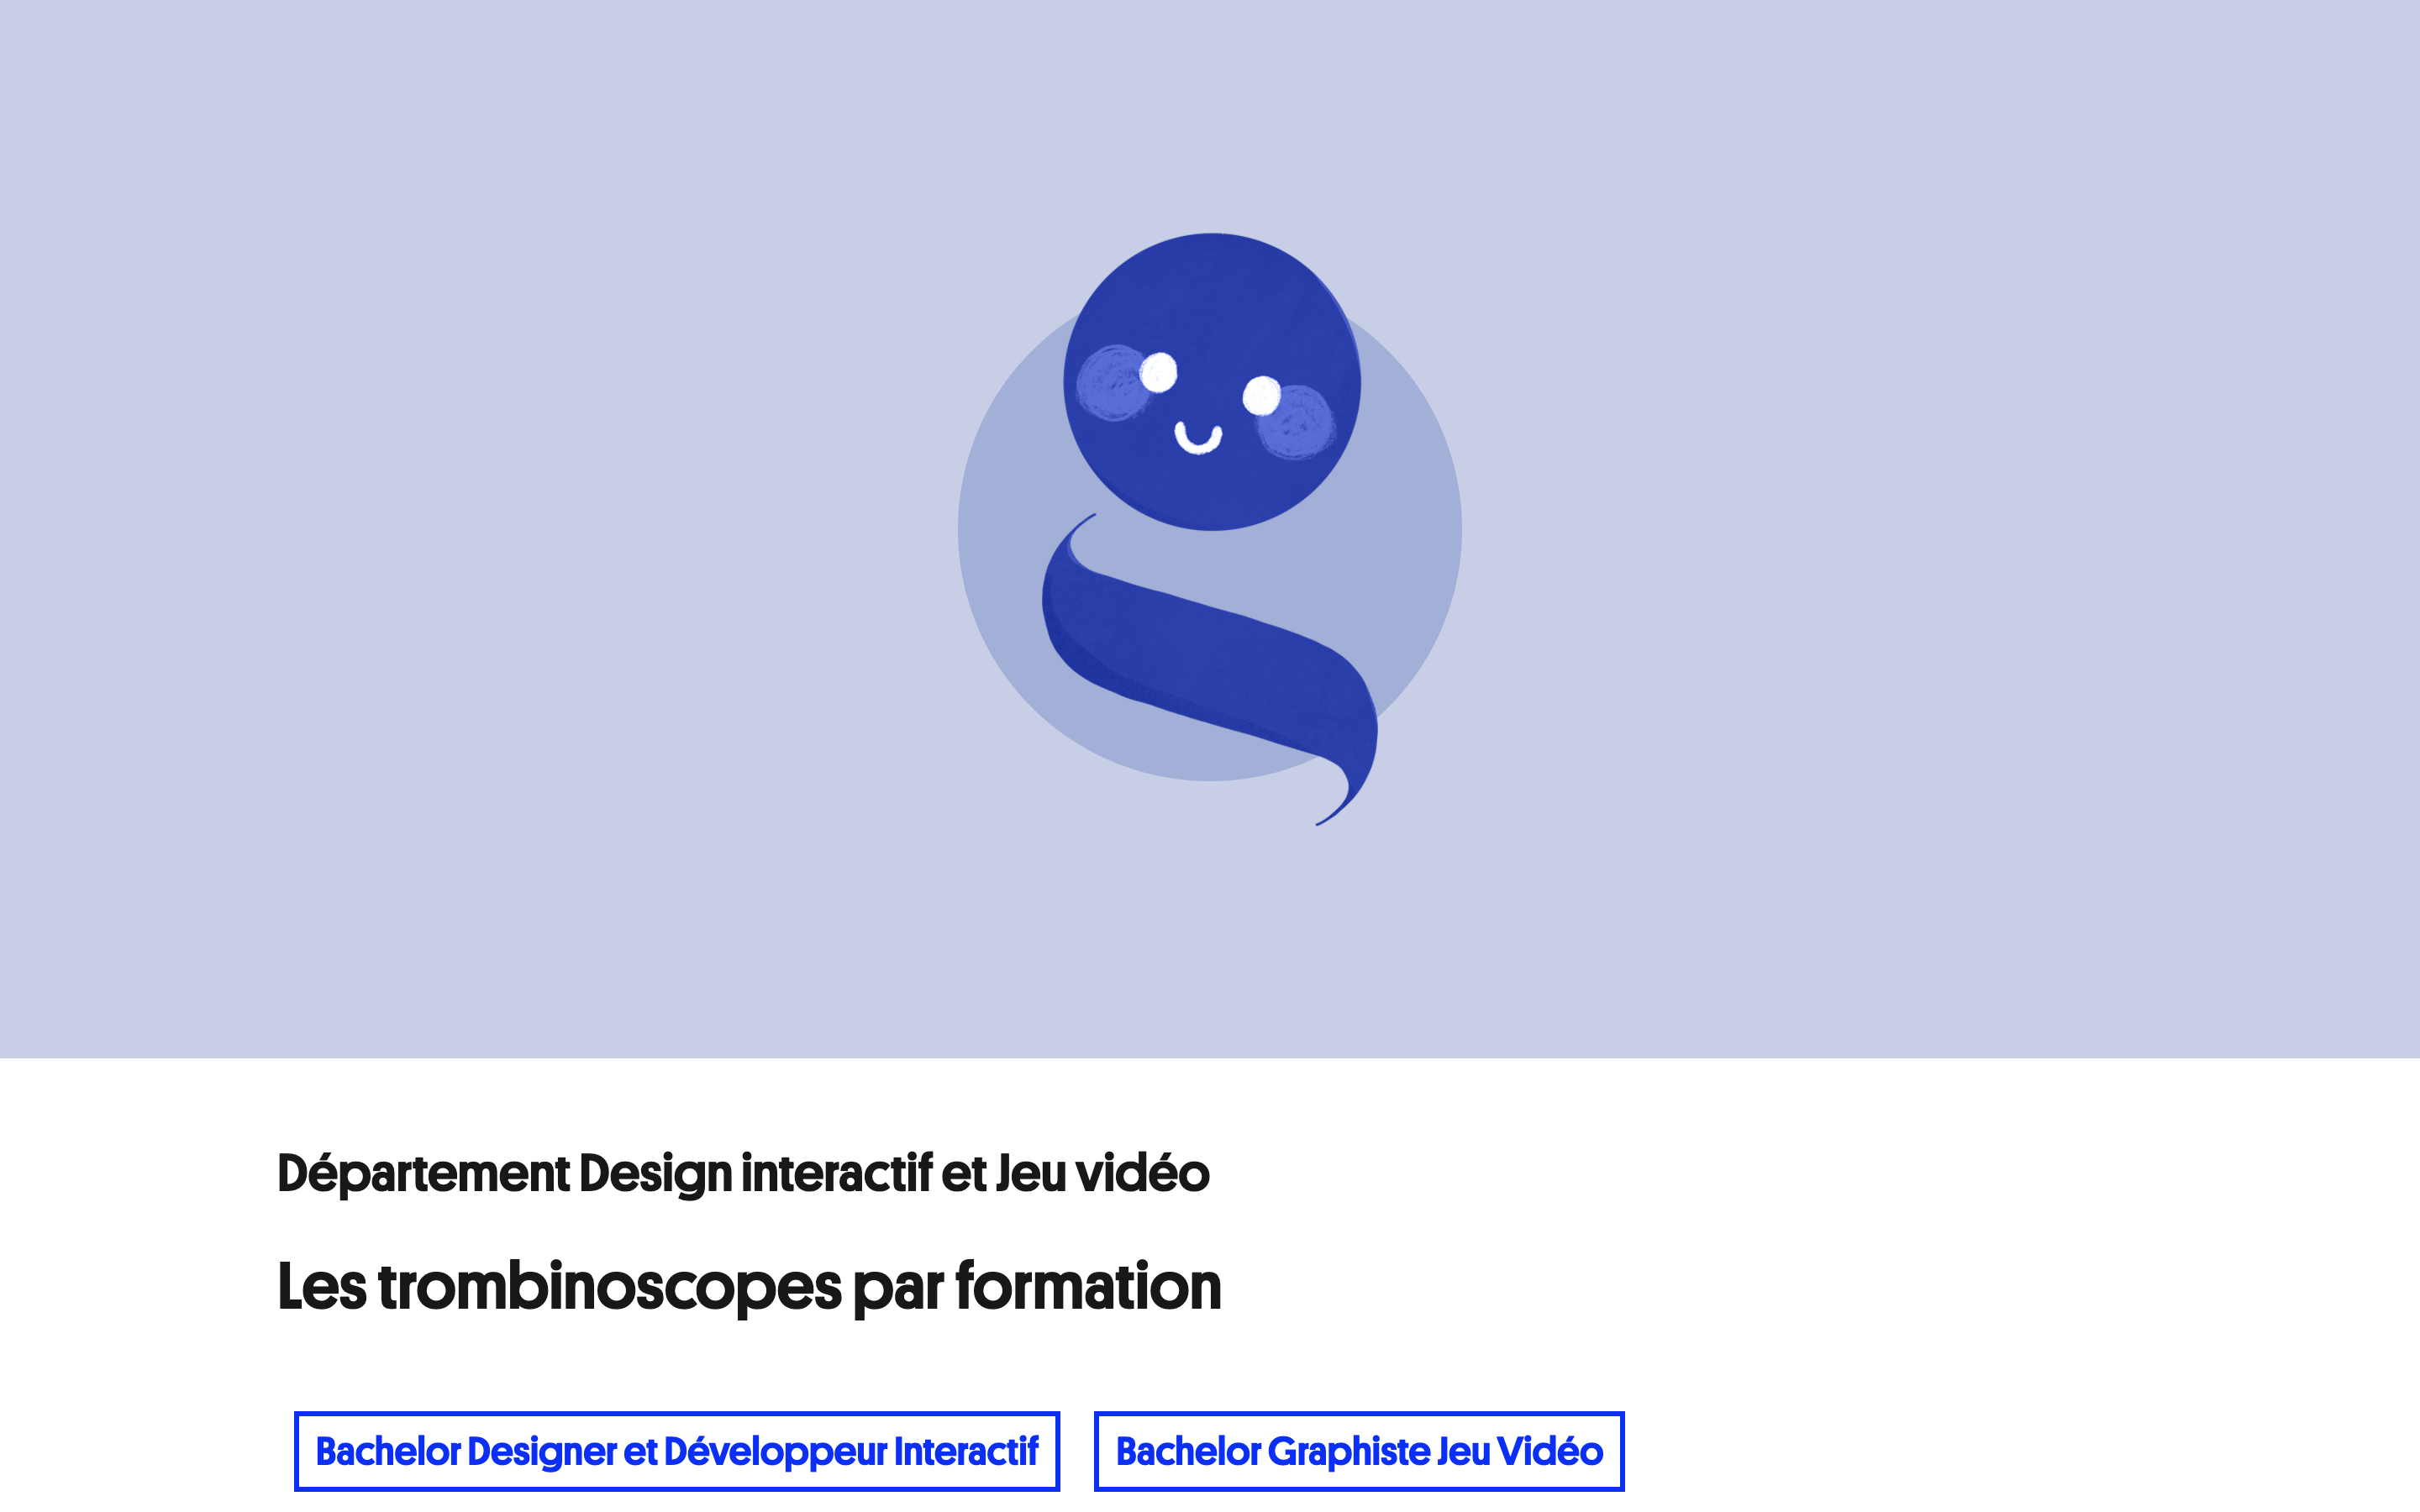 Département Design interactif et Jeu vidéo
Les trombinoscopes par formation
Bachelor Designer et Développeur Interactif
Bachelor Graphiste Jeu Vidéo